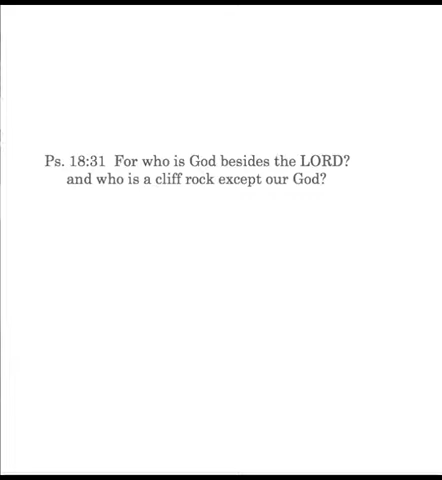 Ps. 18:31 For who is God besides the LORD?
and who is a cliff rock except our God?